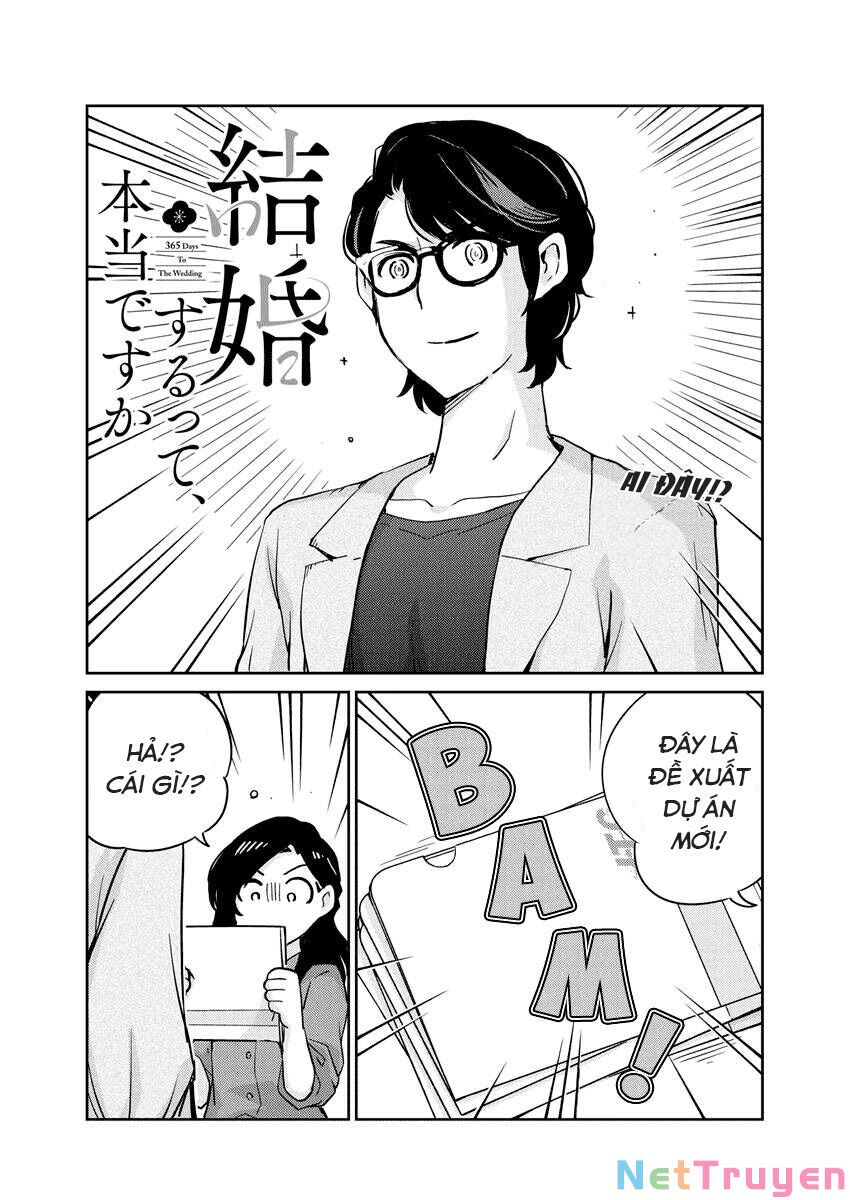 結婚
するって、
本当ですか
365 Days
To
The Wedding
AI ĐÂY!?
ĐÂY LÀ
ĐỀ XUẤT
DỰ ÁN
MỚI!
BAM!
HẢ!?
CÁI GÌ!?
NetTruyen